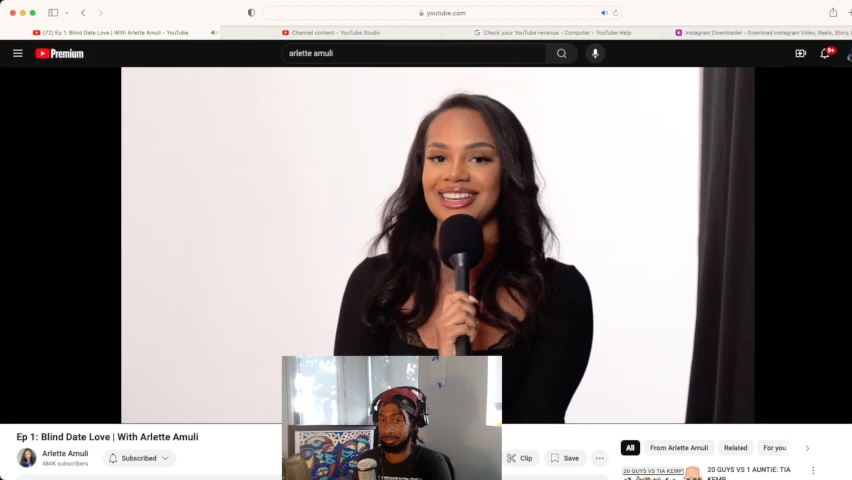 youtube.com
(72) Ep 1: Blind Date Love | With Arlette Amuli - YouTube
Channel content - YouTube Studio
Check your YouTube revenue - Computer - YouTube Help
Instagram Downloader - Download Instagram Video, Reels, Story,
Premium
arlette amuli
9+
Ep 1: Blind Date Love | With Arlette Amuli
Arlette Amuli
484K subscribers
Subscribed
Clip
Save
All
From Arlette Amuli
Related
For you
20 GUYS VS TIA KEMP
20 GUYS VS 1 AUNTIE: TIA
KEMP